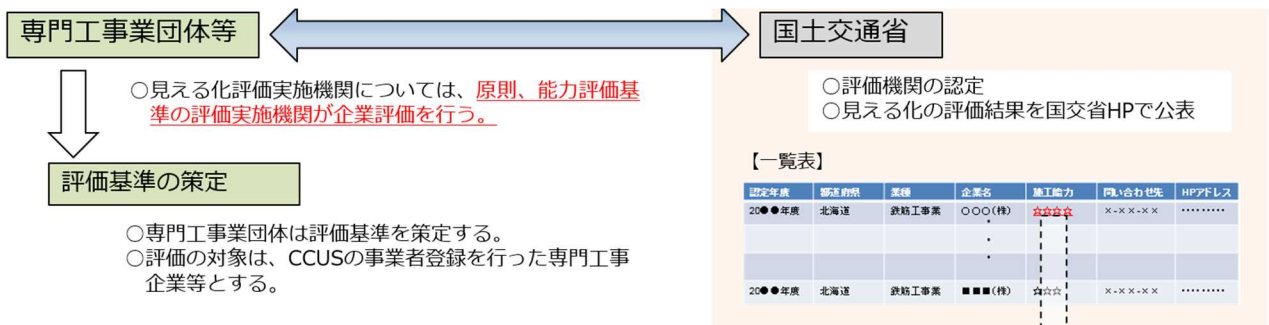 専門工事業団体等
国土交通省
○見える化評価実施機関については、原則、能力評価基
準の評価実施機関が企業評価を行う。
○評価機関の認定
○見える化の評価結果を国交省HPで公表
評価基準の策定
○専門工事業団体は評価基準を策定する。
○評価の対象は、CCUSの事業者登録を行った専門工事
企業等とする。
【一覧表】
認定年度 都道府県 業種 企業名 施工能力 問い合わせ先 HPアドレス
20●●年度 北海道 鉄筋工事業 ○○○(株) ☆☆☆☆ ×-××-×× ………
・
・
・
20●●年度 北海道 鉄筋工事業 ■■■(株) ☆☆☆ ×-××-×× ………